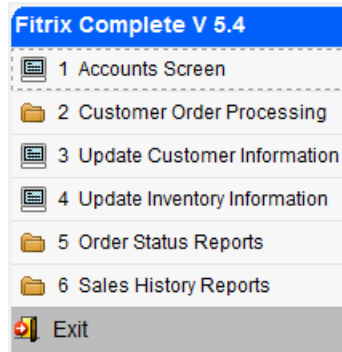 Fitrix Complete V 5.4
1 Accounts Screen
2 Customer Order Processing
3 Update Customer Information
4 Update Inventory Information
5 Order Status Reports
6 Sales History Reports
Exit